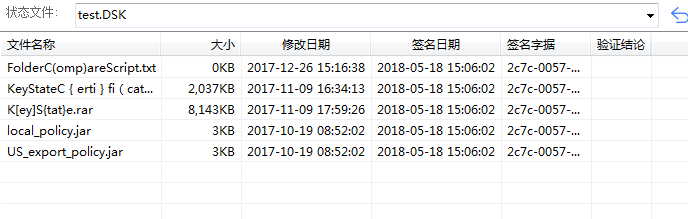 状态文件： test.DSK
文件名称 大小 修改日期 签名日期 签名字据 验证结论
FolderC(omp)areScript.txt 0KB 2017-12-26 15:16:38 2018-05-18 15:06:02 2c7c-0057-...
KeyStateC { erti } fi ( cat... 2,037KB 2017-11-09 16:34:13 2018-05-18 15:06:02 2c7c-0057-...
K[ey]S{tat}e.rar 8,143KB 2017-11-09 17:59:26 2018-05-18 15:06:02 2c7c-0057-...
local_policy.jar 3KB 2017-10-19 08:52:02 2018-05-18 15:06:02 2c7c-0057-...
US_export_policy.jar 3KB 2017-10-19 08:52:02 2018-05-18 15:06:02 2c7c-0057-...